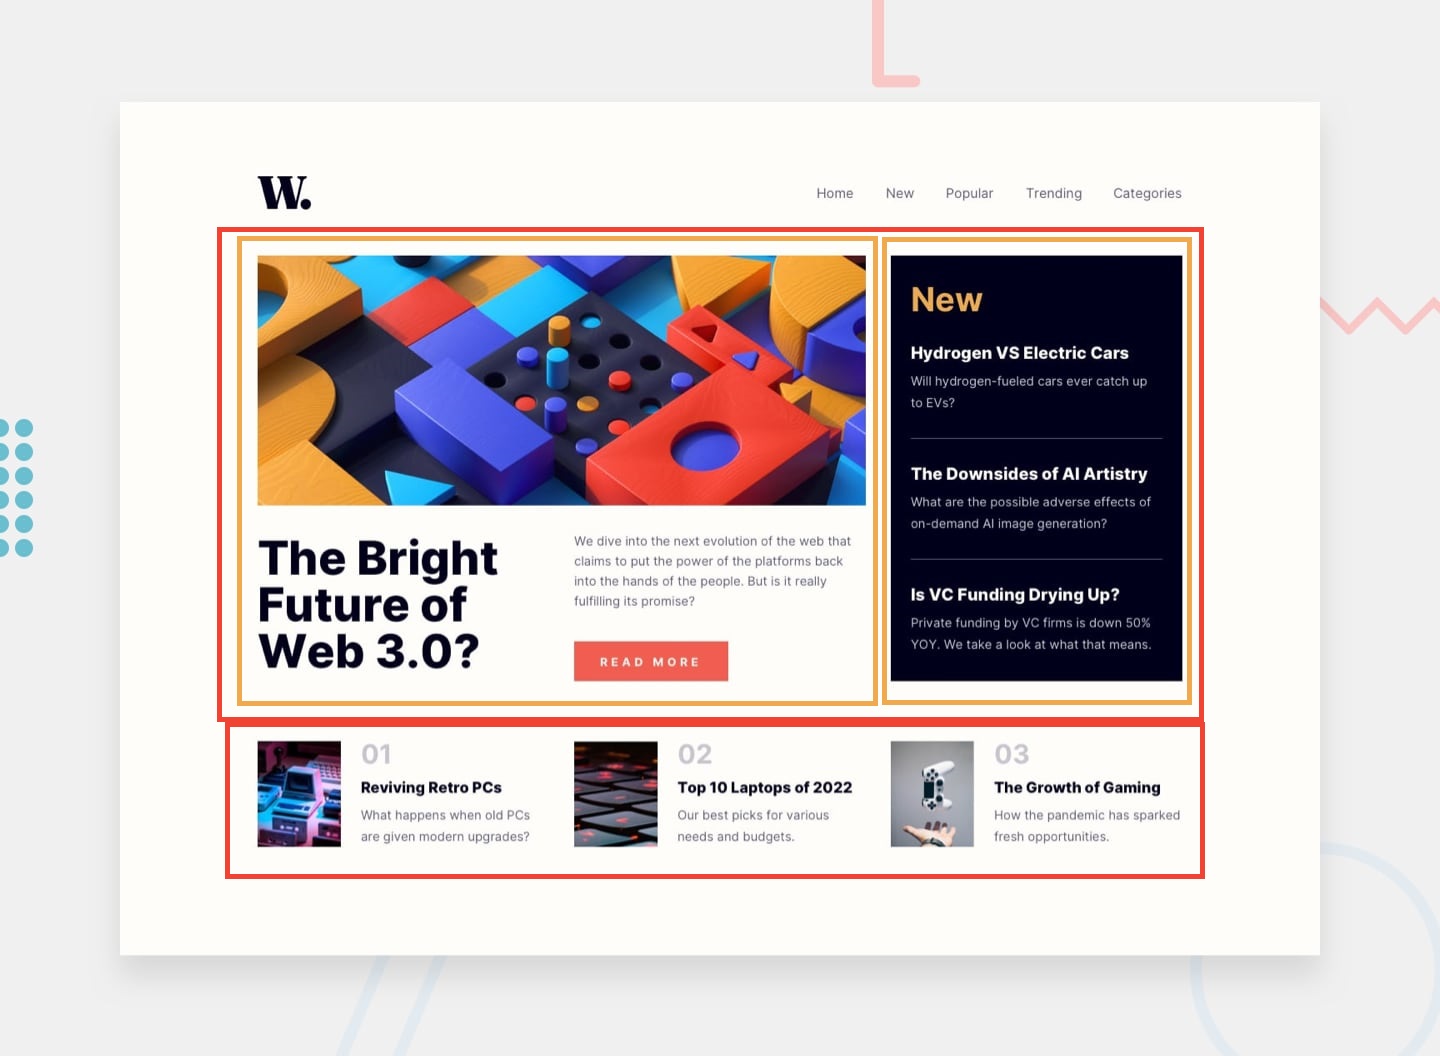 W.
Home New Popular Trending Categories
The Bright
Future of
Web 3.0?
We dive into the next evolution of the web that
claims to put the power of the platforms back
into the hands of the people. But is it really
fulfilling its promise?
READ MORE
New
Hydrogen VS Electric Cars
Will hydrogen-fueled cars ever catch up
to EVs?
The Downsides of AI Artistry
What are the possible adverse effects of
on-demand AI image generation?
Is VC Funding Drying Up?
Private funding by VC firms is down 50%
YOY. We take a look at what that means.
01
Reviving Retro PCs
What happens when old PCs
are given modern upgrades?
02
Top 10 Laptops of 2022
Our best picks for various
needs and budgets.
03
The Growth of Gaming
How the pandemic has sparked
fresh opportunities.